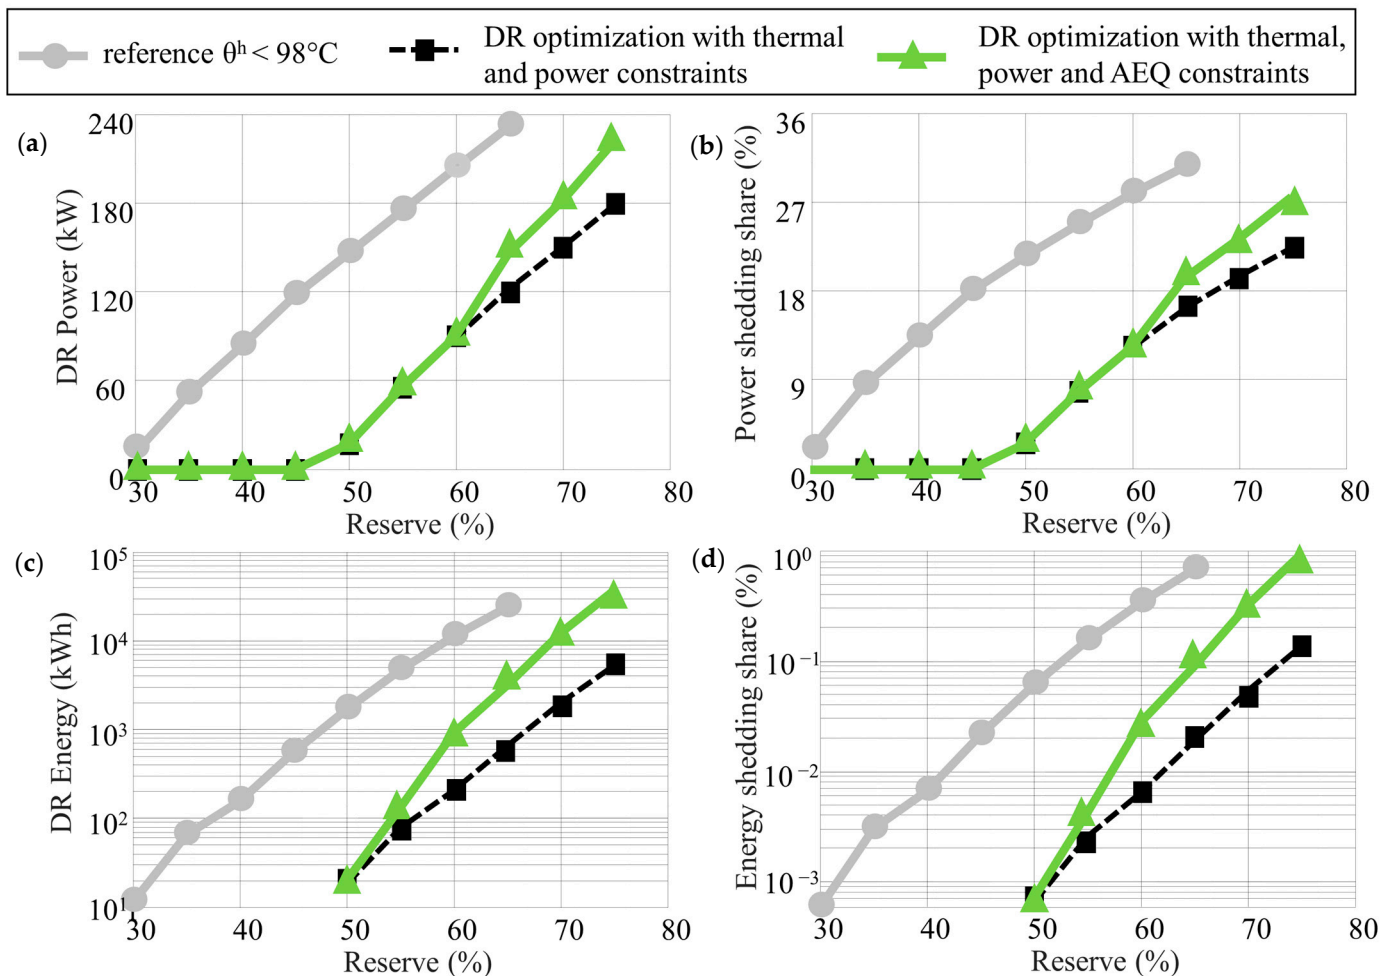 reference θʰ < 98°C
DR optimization with thermal
and power constraints
DR optimization with thermal,
power and AEQ constraints
(a)
DR Power (kW)
240
180
120
60
0
30 40 50 60 70 80
Reserve (%)
(b)
Power shedding share (%)
36
27
18
9
0
30 40 50 60 70 80
Reserve (%)
(c)
DR Energy (kWh)
10⁵
10⁴
10³
10²
10¹
30 40 50 60 70 80
Reserve (%)
(d)
Energy shedding share (%)
10⁰
10⁻¹
10⁻²
10⁻³
30 40 50 60 70 80
Reserve (%)